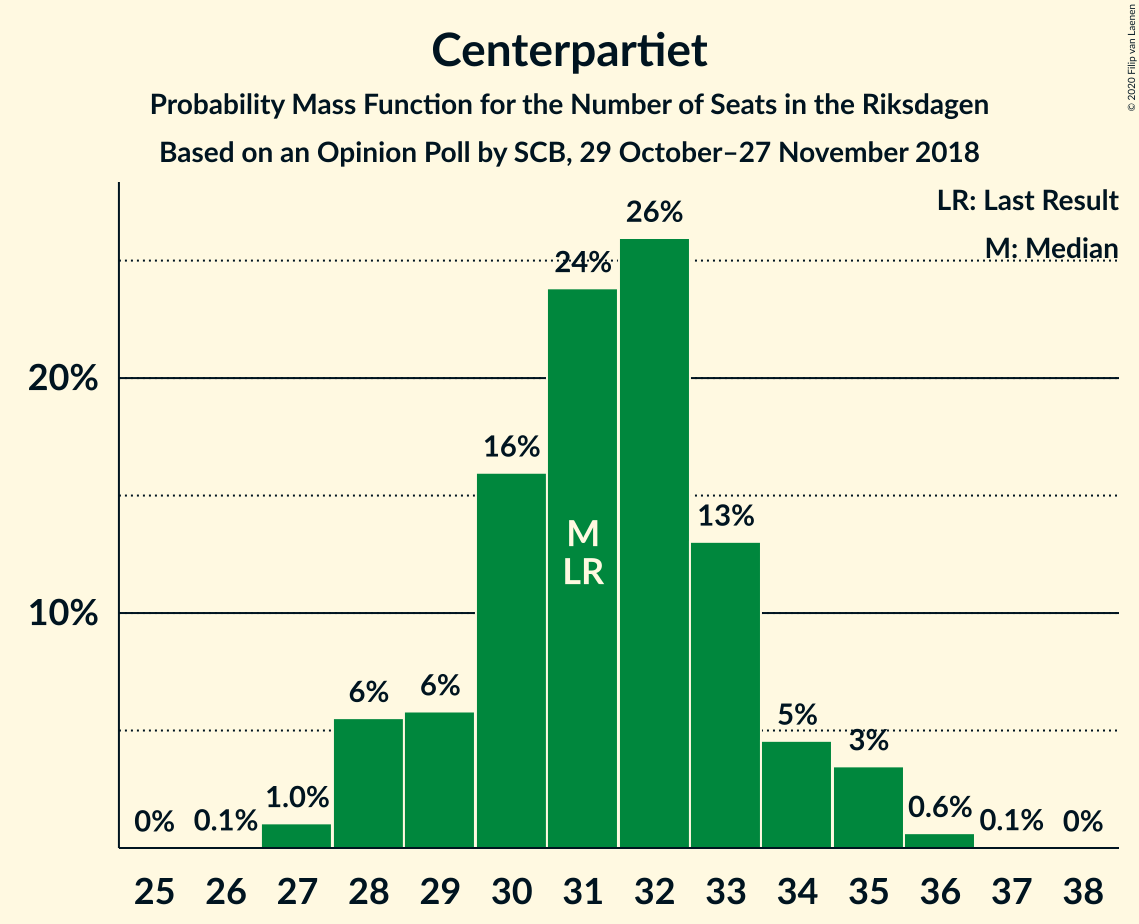 Centerpartiet
Probability Mass Function for the Number of Seats in the Riksdagen
Based on an Opinion Poll by SCB, 29 October–27 November 2018
© 2020 Filip van Laenen
LR: Last Result
M: Median
20%
10%
0%
0.1%
1.0%
6%
6%
16%
24%
26%
13%
5%
3%
0.6%
0.1%
0%
M
LR
25 26 27 28 29 30 31 32 33 34 35 36 37 38